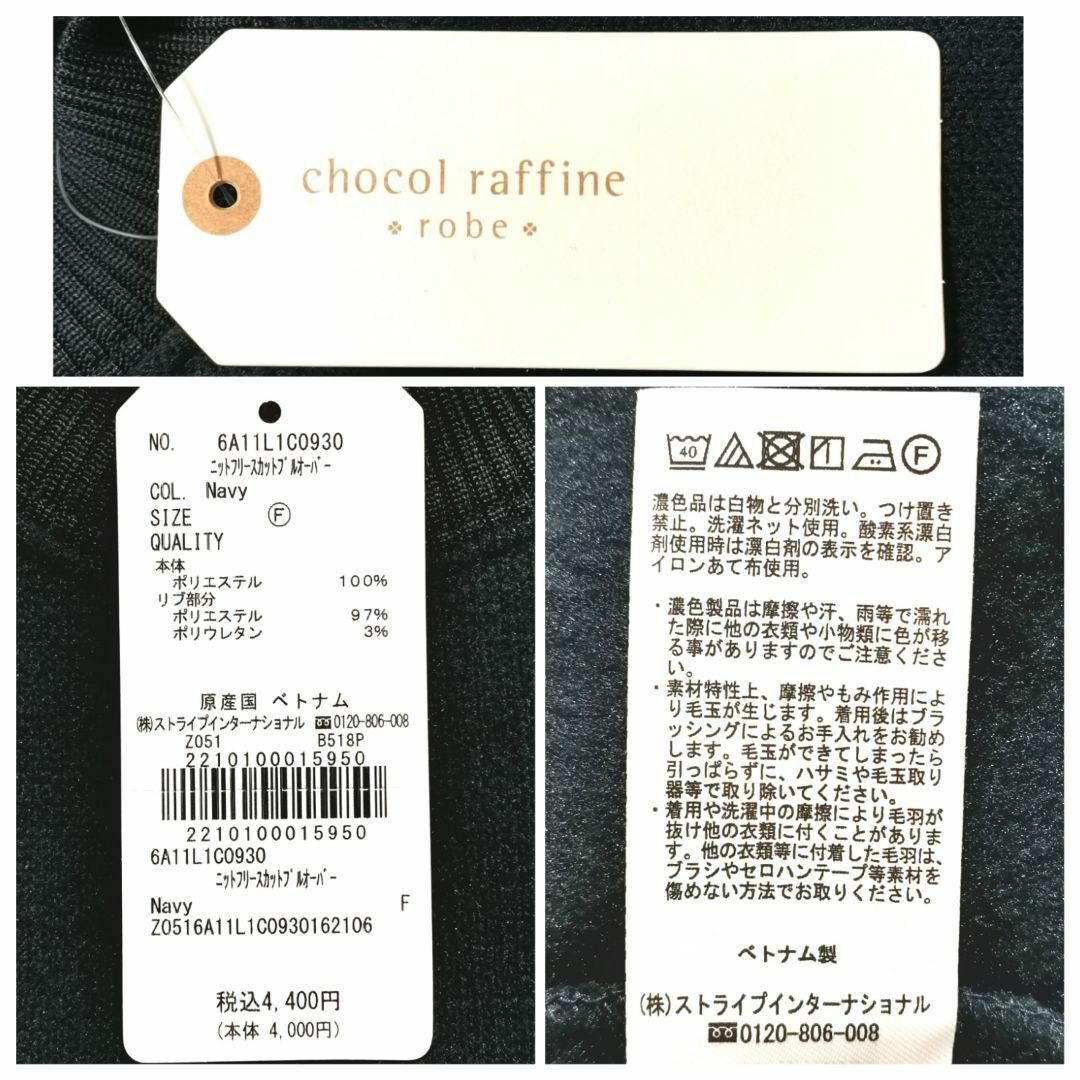 chocol raffine
robe
NO. 6A11L1C0930
ニットフリースカットプルオーバー
COL. Navy
SIZE Ⓕ
QUALITY
本体
ポリエステル 100%
リブ部分
ポリエステル 97%
ポリウレタン 3%
原産国 ベトナム
(株)ストライプインターナショナル 0120-806-008
Z051 B518P
2210100015950
2210100015950
6A11L1C0930
ニットフリースカットプルオーバー
Navy F
Z0516A11L1C0930162106
税込4,400円
(本体 4,000円)
40 F
濃色品は白物と分別洗い。つけ置き
禁止。洗濯ネット使用。酸素系漂白
剤使用時は漂白剤の表示を確認。ア
イロンあて布使用。
・濃色製品は摩擦や汗、雨等で濡れ
た際に他の衣類や小物類に色が移
る事がありますのでご注意くださ
い。
・素材特性上、摩擦やもみ作用によ
り毛玉が生じます。着用後はブラ
ッシングによるお手入れをお勧め
します。毛玉ができてしまったら
引っぱらずに、ハサミや毛玉取り
器等で取り除いてください。
・着用や洗濯中の摩擦により毛羽が
抜け他の衣類に付くことがありま
す。他の衣類等に付着した毛羽は、
ブラシやセロハンテープ等素材を
傷めない方法でお取りください。
ベトナム製
(株)ストライプインターナショナル
0120-806-008